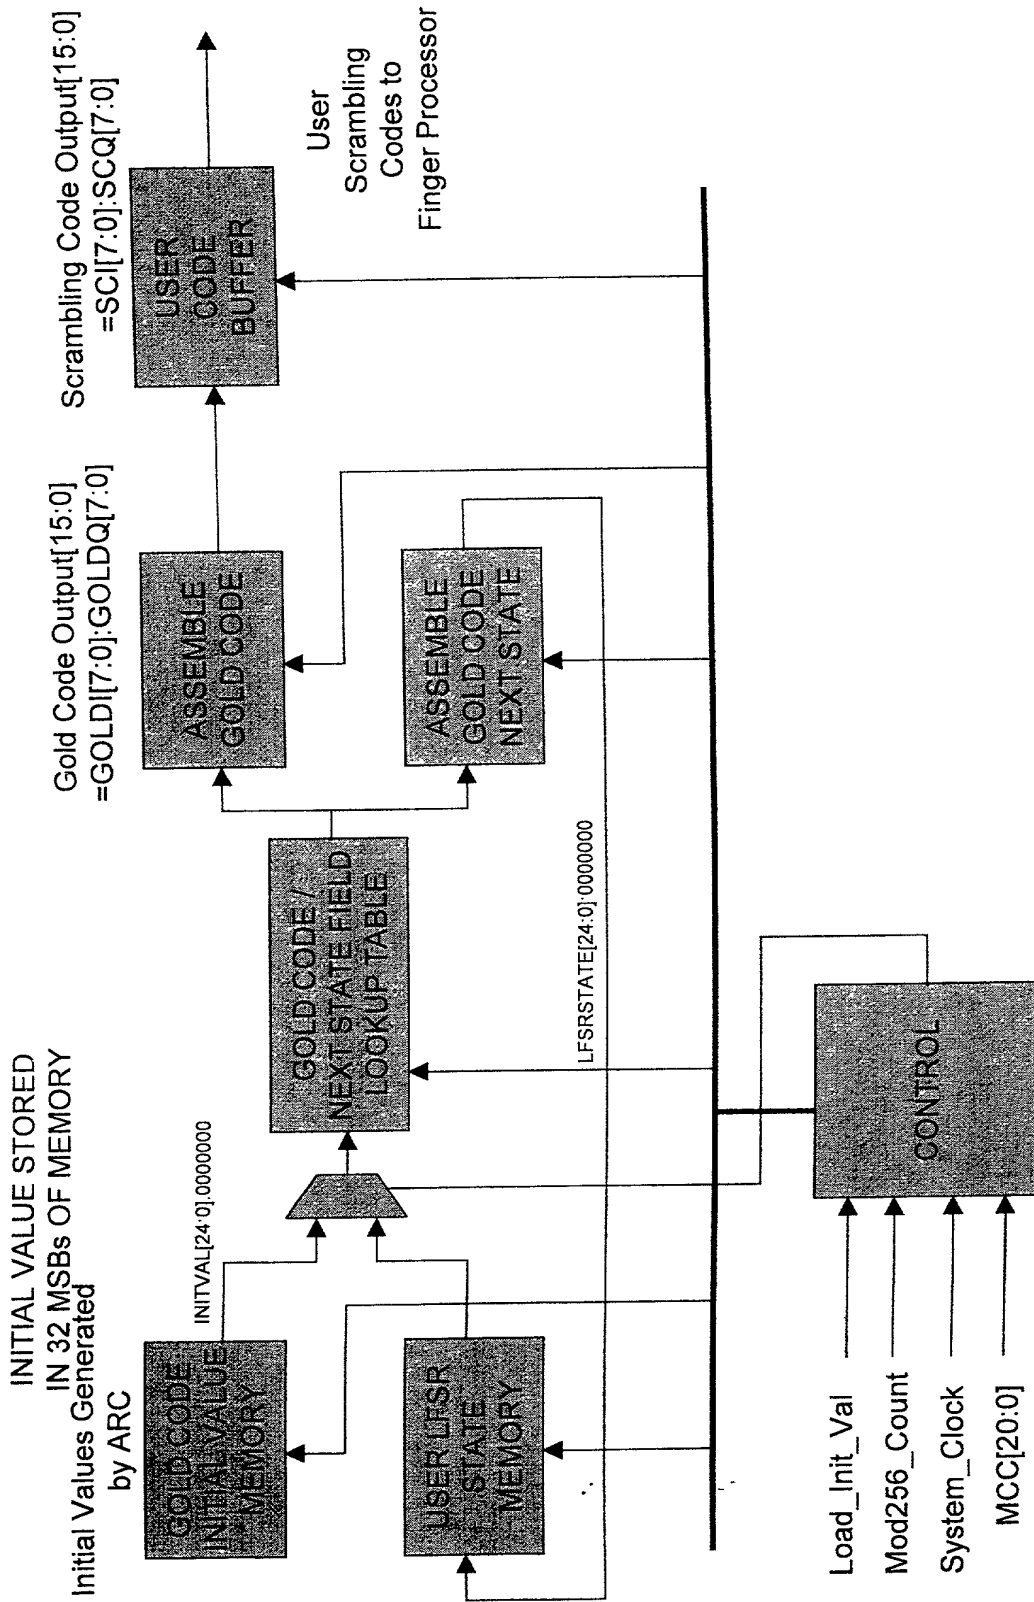 INITIAL VALUE STORED
IN 32 MSBs OF MEMORY
Initial Values Generated
by ARC
GOLD CODE
INITIAL VALUE
MEMORY
INITVAL[24:0],0000000
USER LFSR
STATE
MEMORY
GOLD CODE /
NEXT STATE FIELD
LOOKUP TABLE
Gold Code Output[15:0]
=GOLDI[7:0]:GOLDQ[7:0]
ASSEMBLE
GOLD CODE
ASSEMBLE
GOLD CODE
NEXT STATE
LFSRSTATE[24:0]:0000000
Scrambling Code Output[15:0]
=SCI[7:0]:SCQ[7:0]
USER
CODE
BUFFER
User
Scrambling
Codes to
Finger Processor
Load_Init_Val
Mod256_Count
System_Clock
MCC[20:0]
CONTROL